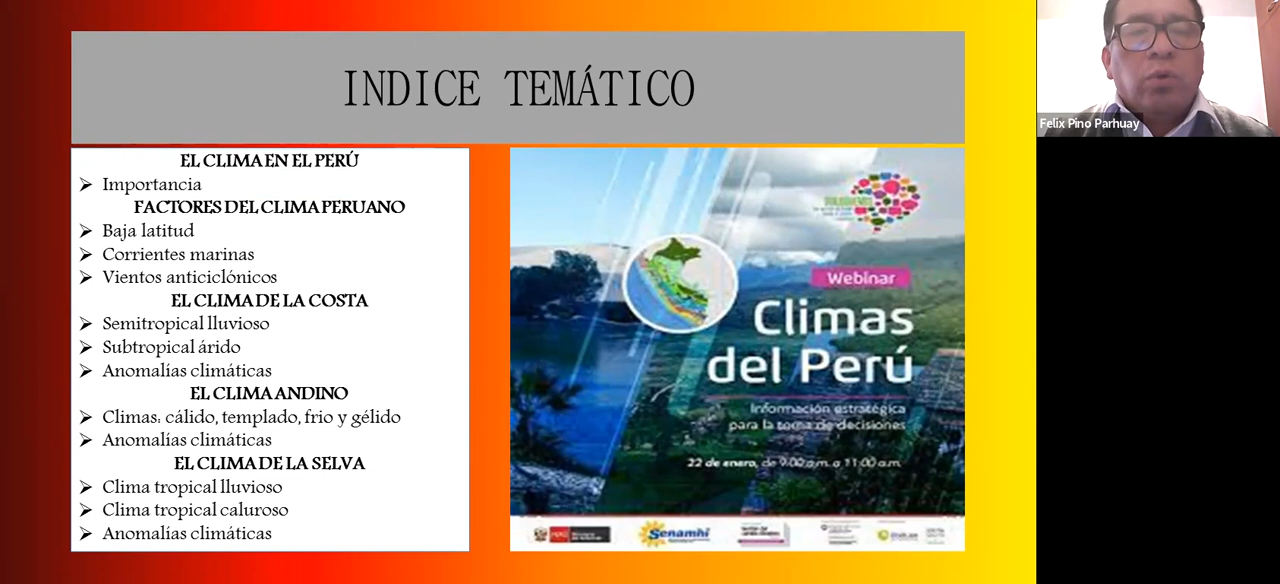 INDICE TEMÁTICO
EL CLIMA EN EL PERÚ
➢ Importancia
FACTORES DEL CLIMA PERUANO
➢ Baja latitud
➢ Corrientes marinas
➢ Vientos anticiclónicos
EL CLIMA DE LA COSTA
➢ Semitropical lluvioso
➢ Subtropical árido
➢ Anomalías climáticas
EL CLIMA ANDINO
➢ Climas: cálido, templado, frio y gélido
➢ Anomalías climáticas
EL CLIMA DE LA SELVA
➢ Clima tropical lluvioso
➢ Clima tropical caluroso
➢ Anomalías climáticas
Webinar
Climas
del Perú
Información estratégica
para la toma de decisiones
22 de enero, de 9:00 a.m. a 11:00 a.m.
PERÚ
Senamhi
Felix Pino Parhuay